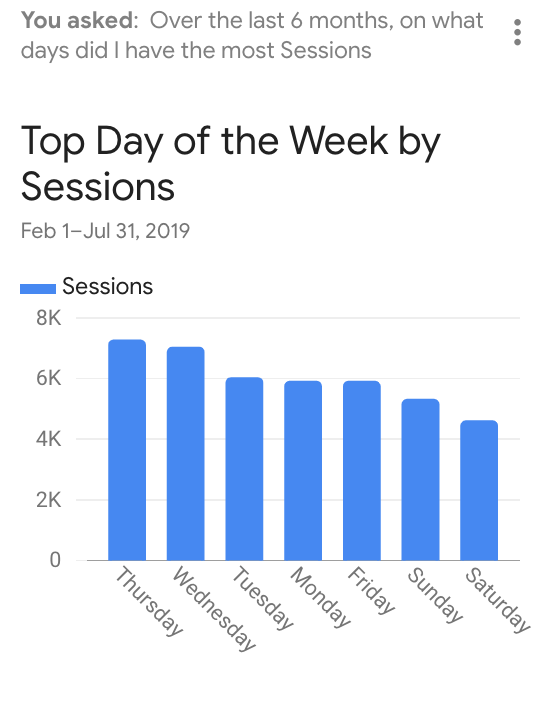 You asked: Over the last 6 months, on what
days did I have the most Sessions
Top Day of the Week by
Sessions
Feb 1–Jul 31, 2019
Sessions
8K
6K
4K
2K
0
Thursday
Wednesday
Tuesday
Monday
Friday
Sunday
Saturday